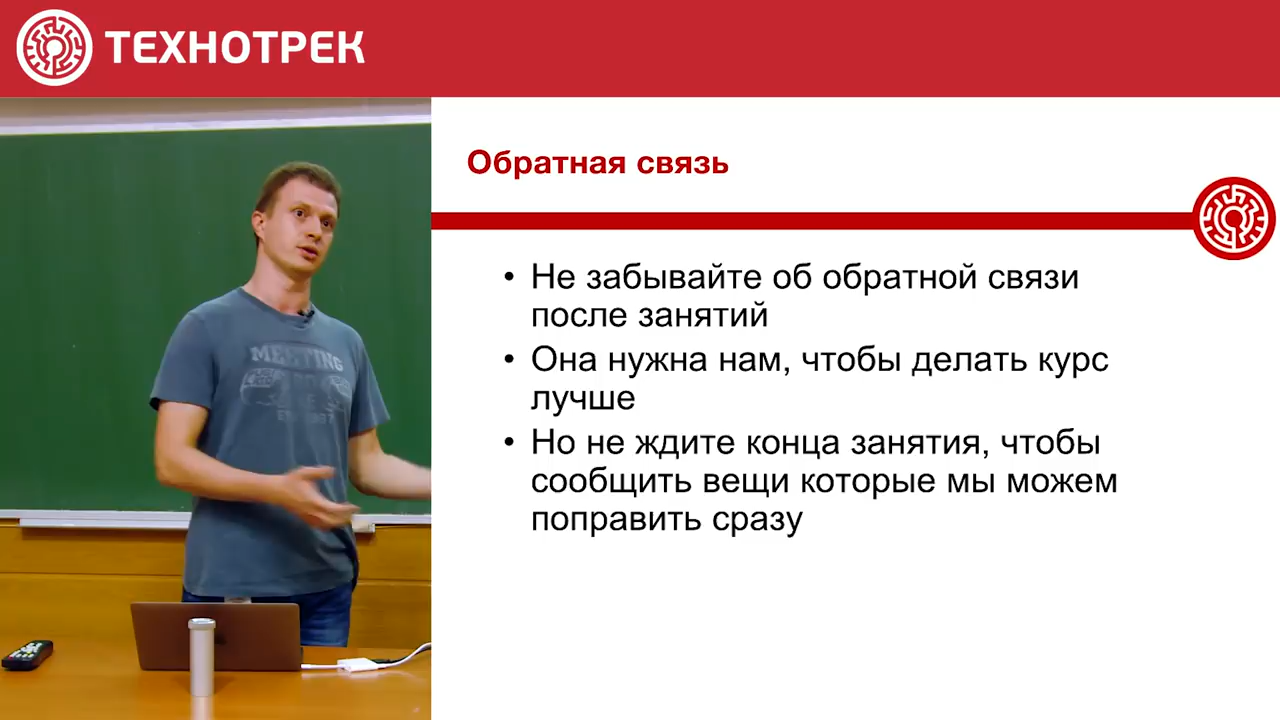 ТЕХНОТРЕК
Обратная связь
• Не забывайте об обратной связи
после занятий
• Она нужна нам, чтобы делать курс
лучше
• Но не ждите конца занятия, чтобы
сообщить вещи которые мы можем
поправить сразу
MEETING